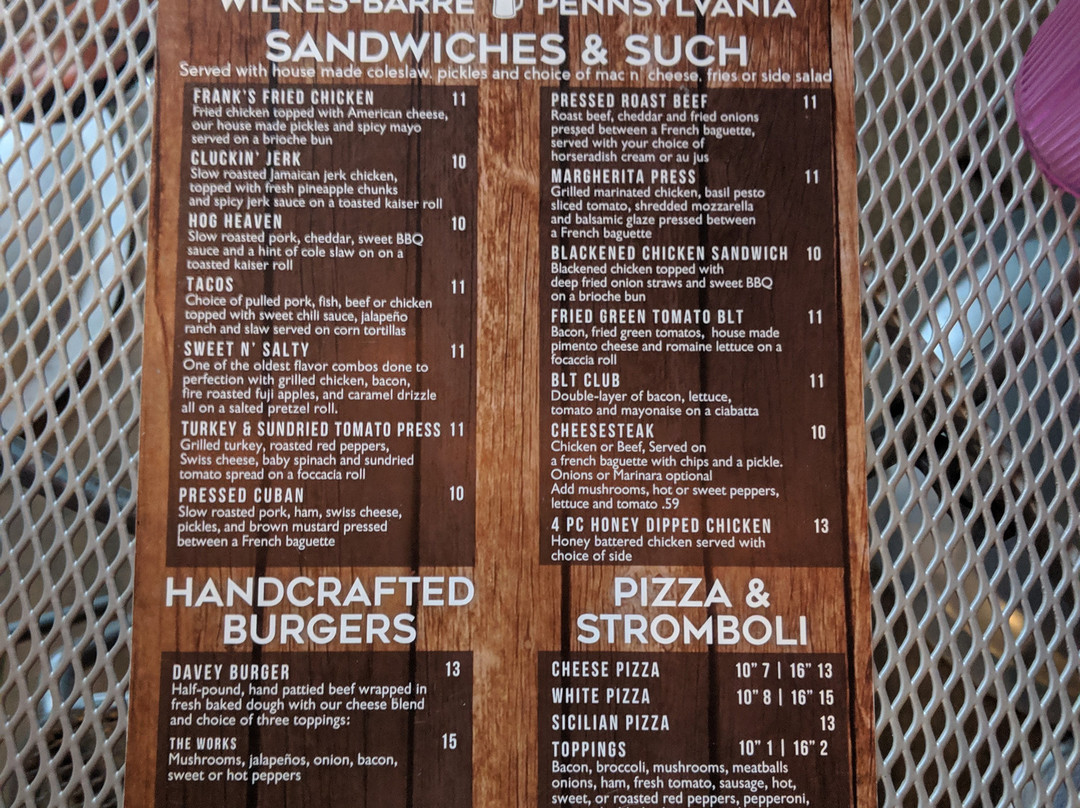 WILKES-BARRE PENNSYLVANIA
SANDWICHES & SUCH
Served with house made coleslaw, pickles and choice of mac n' cheese, fries or side salad
FRANK'S FRIED CHICKEN 11
Fried chicken topped with American cheese,
our house made pickles and spicy mayo
served on a brioche bun
CLUCKIN' JERK 10
Slow roasted Jamaican jerk chicken,
topped with fresh pineapple chunks
and spicy jerk sauce on a toasted kaiser roll
HOG HEAVEN 10
Slow roasted pork, cheddar, sweet BBQ
sauce and a hint of cole slaw on on a
toasted kaiser roll
TACOS 11
Choice of pulled pork, fish, beef or chicken
topped with sweet chili sauce, jalapeño
ranch and slaw served on corn tortillas
SWEET N' SALTY 11
One of the oldest flavor combos done to
perfection with grilled chicken, bacon,
fire roasted fuji apples, and caramel drizzle
all on a salted pretzel roll.
TURKEY & SUNDRIED TOMATO PRESS 11
Grilled turkey, roasted red peppers,
Swiss cheese, baby spinach and sundried
tomato spread on a foccacia roll
PRESSED CUBAN 10
Slow roasted pork, ham, swiss cheese,
pickles, and brown mustard pressed
between a French baguette
PRESSED ROAST BEEF 11
Roast beef, cheddar and fried onions
pressed between a French baguette,
served with your choice of
horseradish cream or au jus
MARGHERITA PRESS 11
Grilled marinated chicken, basil pesto
sliced tomato, shredded mozzarella
and balsamic glaze pressed between
a French baguette
BLACKENED CHICKEN SANDWICH 10
Blackened chicken topped with
deep fried onion straws and sweet BBQ
on a brioche bun
FRIED GREEN TOMATO BLT 11
Bacon, fried green tomatoes, house made
pimento cheese and romaine lettuce on a
focaccia roll
BLT CLUB 11
Double-layer of bacon, lettuce,
tomato and mayonaise on a ciabatta
CHEESESTEAK 10
Chicken or Beef, Served on
a french baguette with chips and a pickle.
Onions or Marinara optional
Add mushrooms, hot or sweet peppers,
lettuce and tomato .59
4 PC HONEY DIPPED CHICKEN 13
Honey battered chicken served with
choice of side
HANDCRAFTED
BURGERS
DAVEY BURGER 13
Half-pound, hand pattied beef wrapped in
fresh baked dough with our cheese blend
and choice of three toppings:
THE WORKS 15
Mushrooms, jalapeños, onion, bacon,
sweet or hot peppers
PIZZA &
STROMBOLI
CHEESE PIZZA 10" 7 | 16" 13
WHITE PIZZA 10" 8 | 16" 15
SICILIAN PIZZA 13
TOPPINGS 10" 1 | 16" 2
Bacon, broccoli, mushrooms, meatballs
onions, ham, fresh tomato, sausage, hot,
sweet, or roasted red peppers, pepperoni,